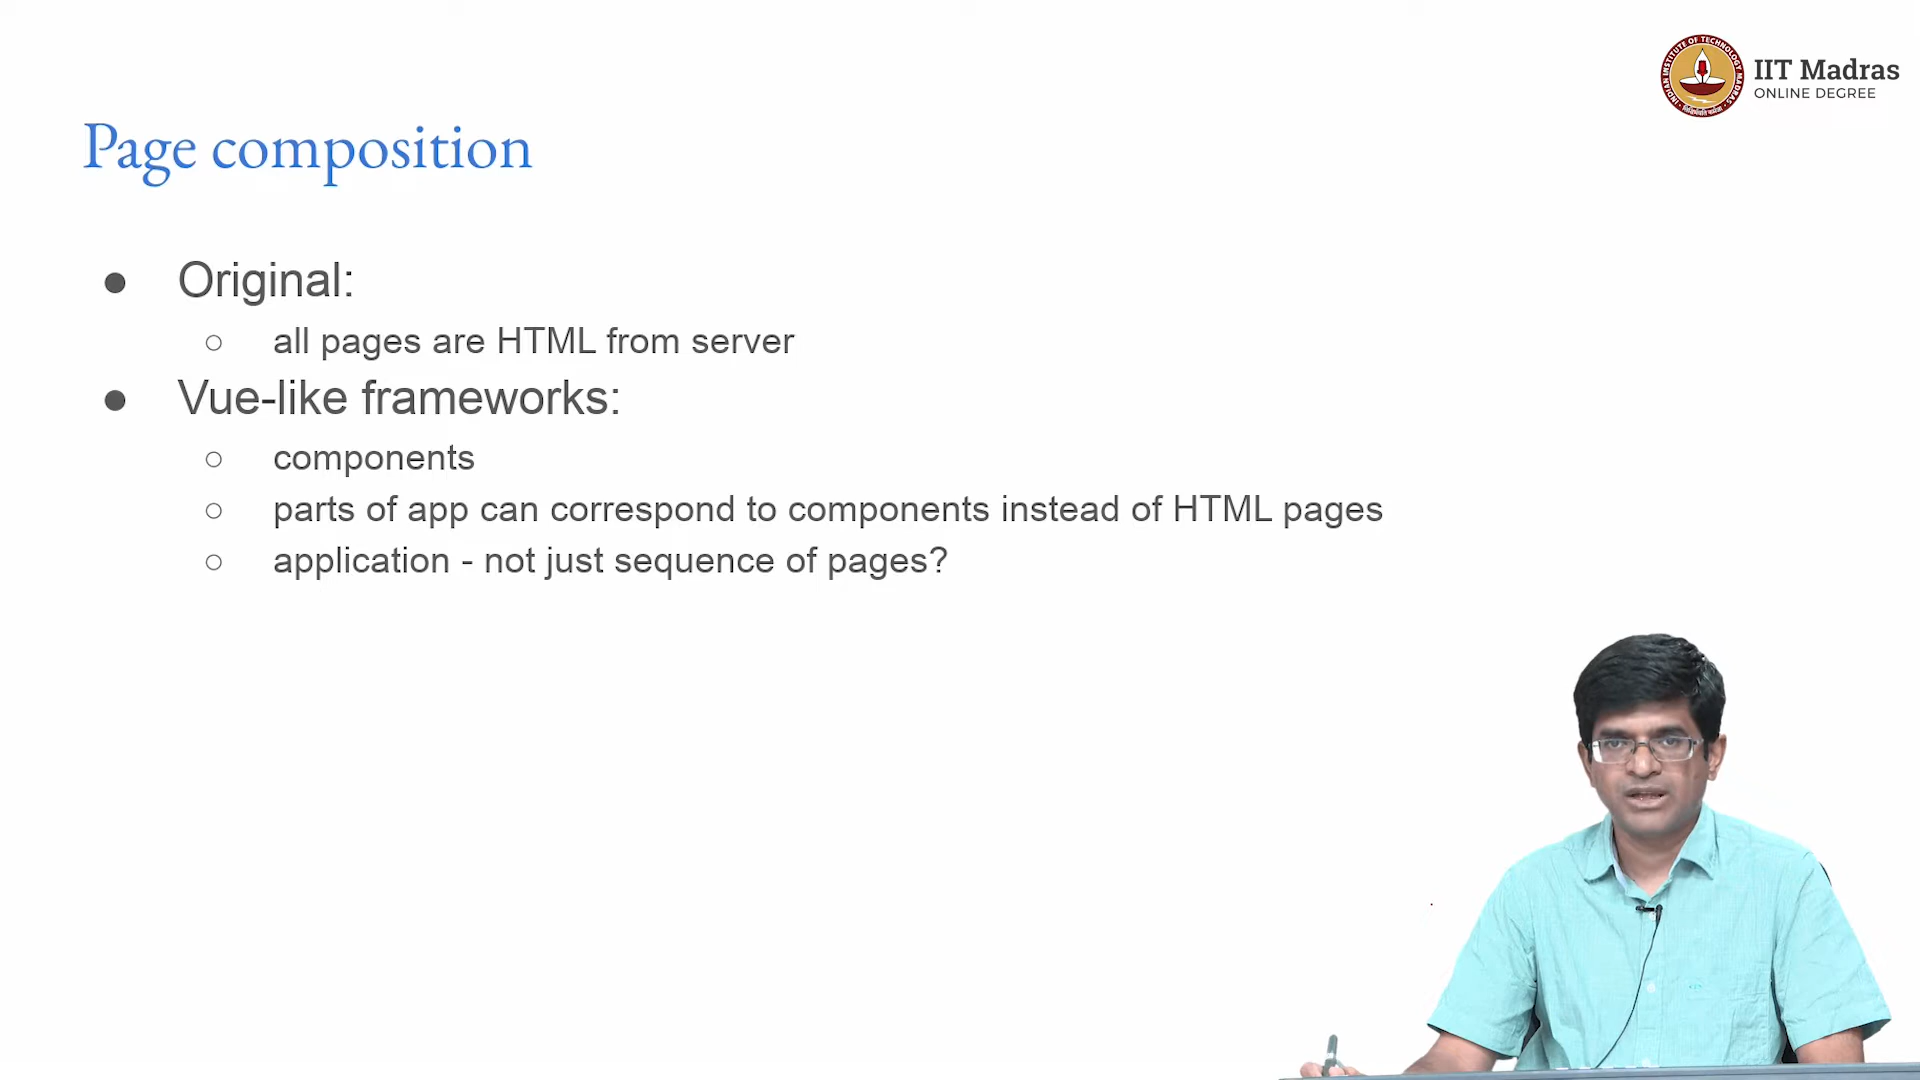 IIT Madras
ONLINE DEGREE
Page composition
● Original:
○ all pages are HTML from server
● Vue-like frameworks:
○ components
○ parts of app can correspond to components instead of HTML pages
○ application - not just sequence of pages?